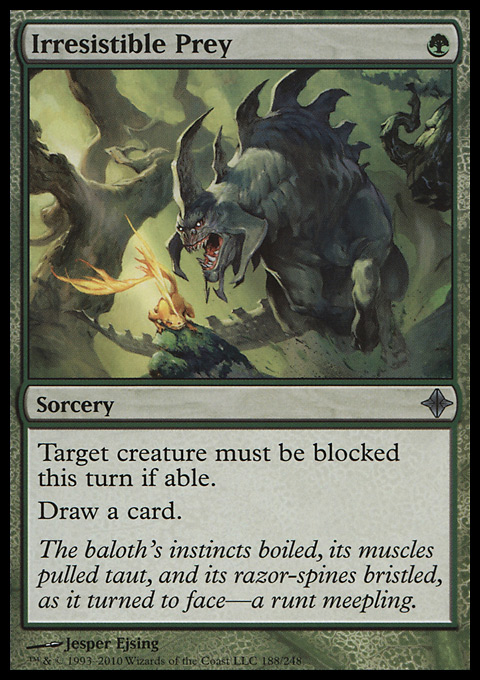 Irresistible Prey
Sorcery
Target creature must be blocked
this turn if able.
Draw a card.
The baloth's instincts boiled, its muscles
pulled taut, and its razor-spines bristled,
as it turned to face—a runt meepling.
Jesper Ejsing
™ & © 1993–2010 Wizards of the Coast LLC 188/248